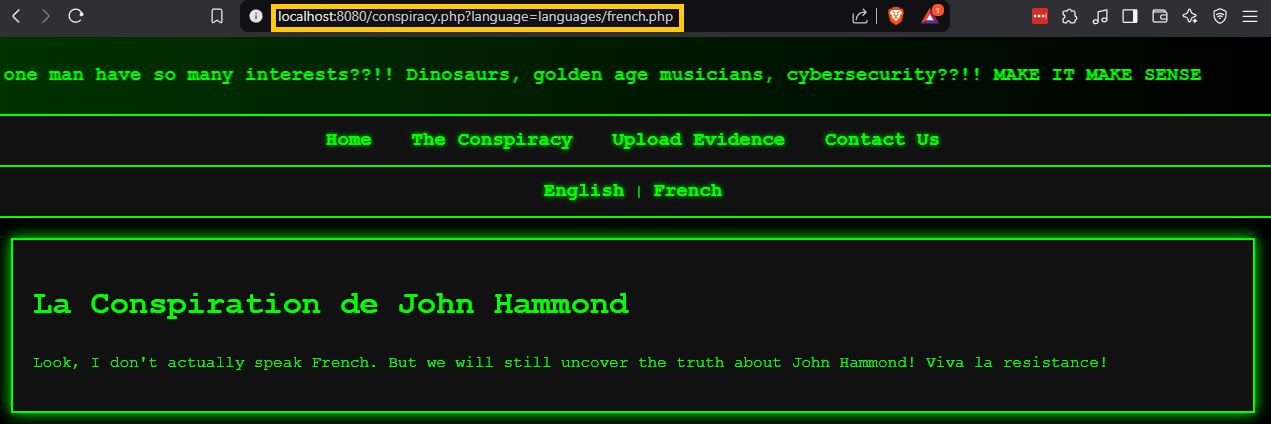 localhost:8080/conspiracy.php?language=languages/french.php
1
one man have so many interests??!! Dinosaurs, golden age musicians, cybersecurity??!! MAKE IT MAKE SENSE
Home The Conspiracy Upload Evidence Contact Us
English | French
La Conspiration de John Hammond
Look, I don't actually speak French. But we will still uncover the truth about John Hammond! Viva la resistance!